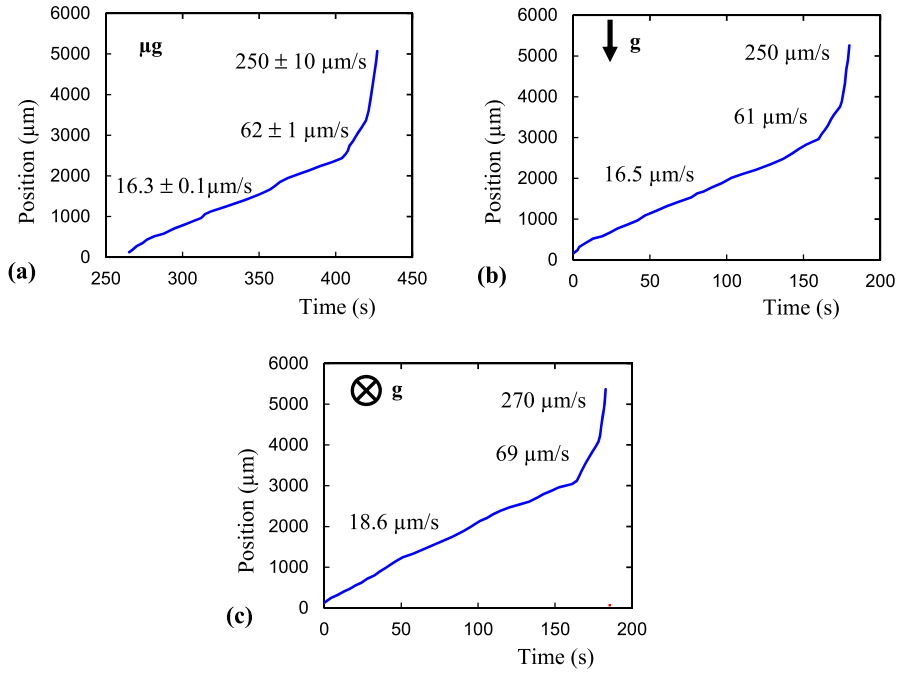 6000
5000
4000
3000
2000
1000
0
Position (µm)
µg
250 ± 10 µm/s
62 ± 1 µm/s
16.3 ± 0.1µm/s
250
300
350
400
450
Time (s)
(a)
6000
5000
4000
3000
2000
1000
0
Position (µm)
g
250 µm/s
61 µm/s
16.5 µm/s
0
50
100
150
200
Time (s)
(b)
6000
5000
4000
3000
2000
1000
0
Position (µm)
g
270 µm/s
69 µm/s
18.6 µm/s
0
50
100
150
200
Time (s)
(c)